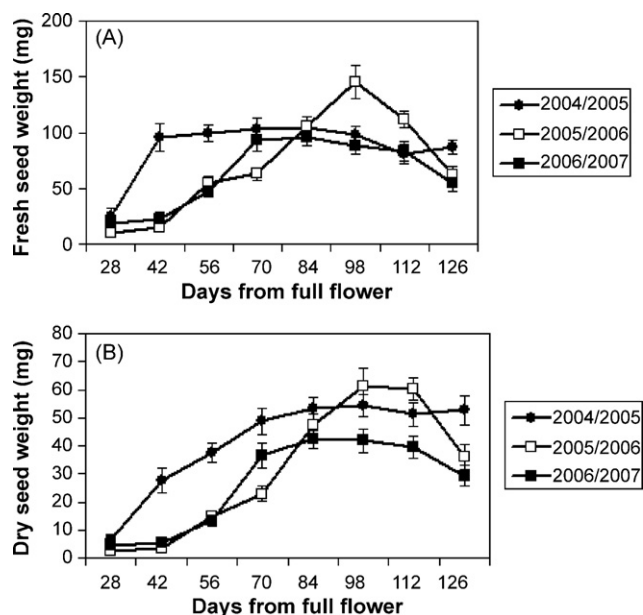 (A)
Fresh seed weight (mg)
200
150
100
50
0
28 42 56 70 84 98 112 126
Days from full flower
2004/2005
2005/2006
2006/2007
(B)
Dry seed weight (mg)
80
70
60
50
40
30
20
10
0
28 42 56 70 84 98 112 126
Days from full flower
2004/2005
2005/2006
2006/2007